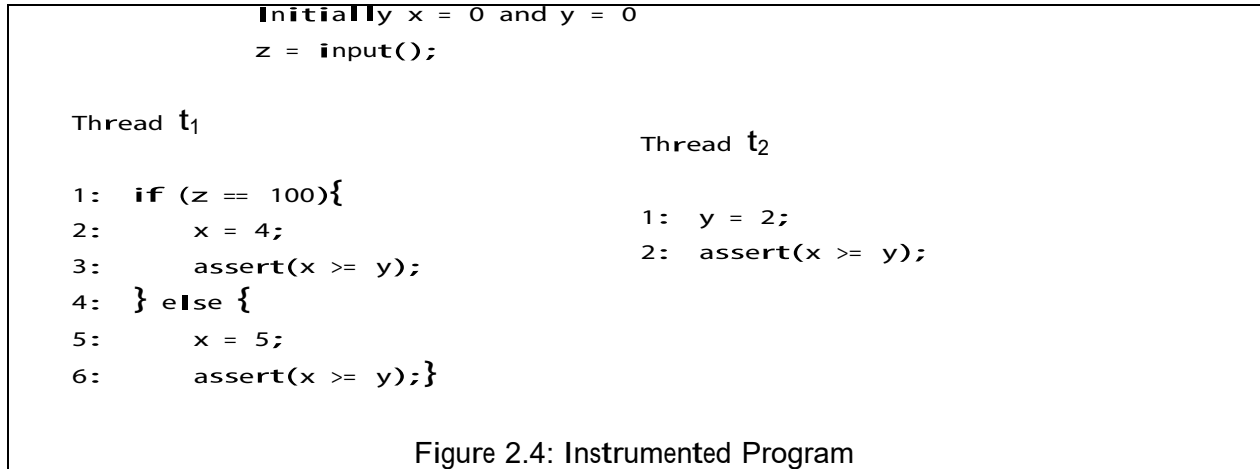 Initially x = 0 and y = 0
z = input();
Thread t1
1: if (z == 100){
2: x = 4;
3: assert(x >= y);
4: } else {
5: x = 5;
6: assert(x >= y);}
Thread t2
1: y = 2;
2: assert(x >= y);
Figure 2.4: Instrumented Program